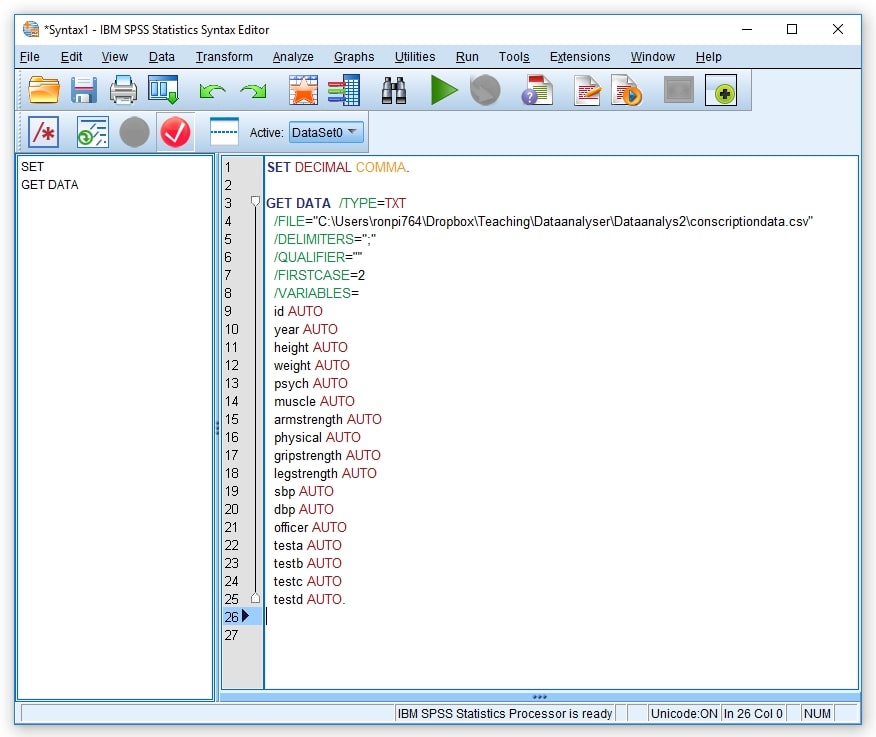 *Syntax1 - IBM SPSS Statistics Syntax Editor
File Edit View Data Transform Analyze Graphs Utilities Run Tools Extensions Window Help
Active: DataSet0
SET
GET DATA
1 SET DECIMAL COMMA.
2
3 GET DATA /TYPE=TXT
4 /FILE="C:\Users\ronpi764\Dropbox\Teaching\Dataanalyser\Dataanalys2\conscriptiondata.csv"
5 /DELIMITERS=";"
6 /QUALIFIER=""
7 /FIRSTCASE=2
8 /VARIABLES=
9 id AUTO
10 year AUTO
11 height AUTO
12 weight AUTO
13 psych AUTO
14 muscle AUTO
15 armstrength AUTO
16 physical AUTO
17 gripstrength AUTO
18 legstrength AUTO
19 sbp AUTO
20 dbp AUTO
21 officer AUTO
22 testa AUTO
23 testb AUTO
24 testc AUTO
25 testd AUTO.
26
27
IBM SPSS Statistics Processor is ready Unicode:ON In 26 Col 0 NUM